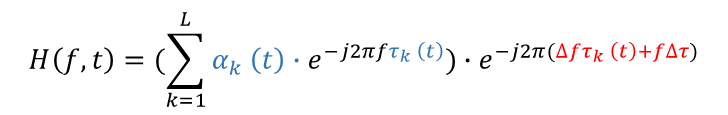 H(f,t) = (∑_{k=1}^{L} α_k (t) · e^{−j2πfτ_k (t)}) · e^{−j2π(Δfτ_k (t)+fΔτ)}